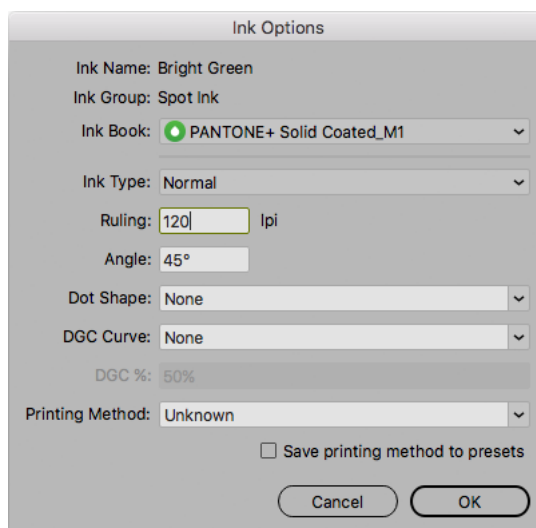 Ink Options
Ink Name: Bright Green
Ink Group: Spot Ink
Ink Book: PANTONE+ Solid Coated_M1
Ink Type: Normal
Ruling: 120 lpi
Angle: 45°
Dot Shape: None
DGC Curve: None
DGC %: 50%
Printing Method: Unknown
Save printing method to presets
Cancel OK